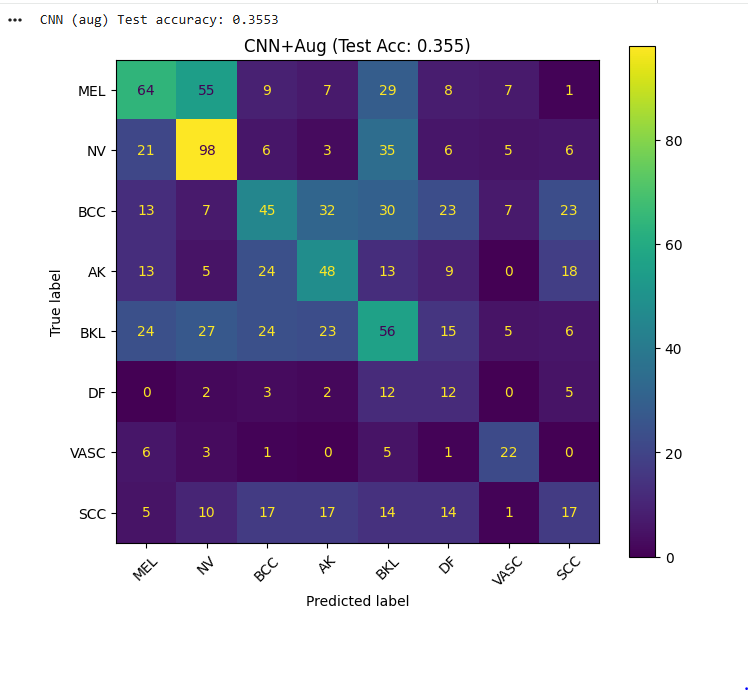 ••• CNN (aug) Test accuracy: 0.3553
CNN+Aug (Test Acc: 0.355)
MEL 64 55 9 7 29 8 7 1
NV 21 98 6 3 35 6 5 6
BCC 13 7 45 32 30 23 7 23
AK 13 5 24 48 13 9 0 18
BKL 24 27 24 23 56 15 5 6
DF 0 2 3 2 12 12 0 5
VASC 6 3 1 0 5 1 22 0
SCC 5 10 17 17 14 14 1 17
True label
MEL NV BCC AK BKL DF VASC SCC
Predicted label
80
60
40
20
0